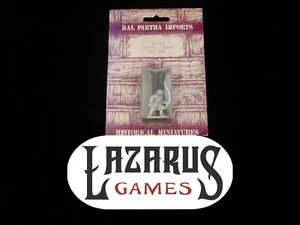 RAL PARTHA IMPORTS
HISTORICAL MINIATURES
LAZARUS
GAMES